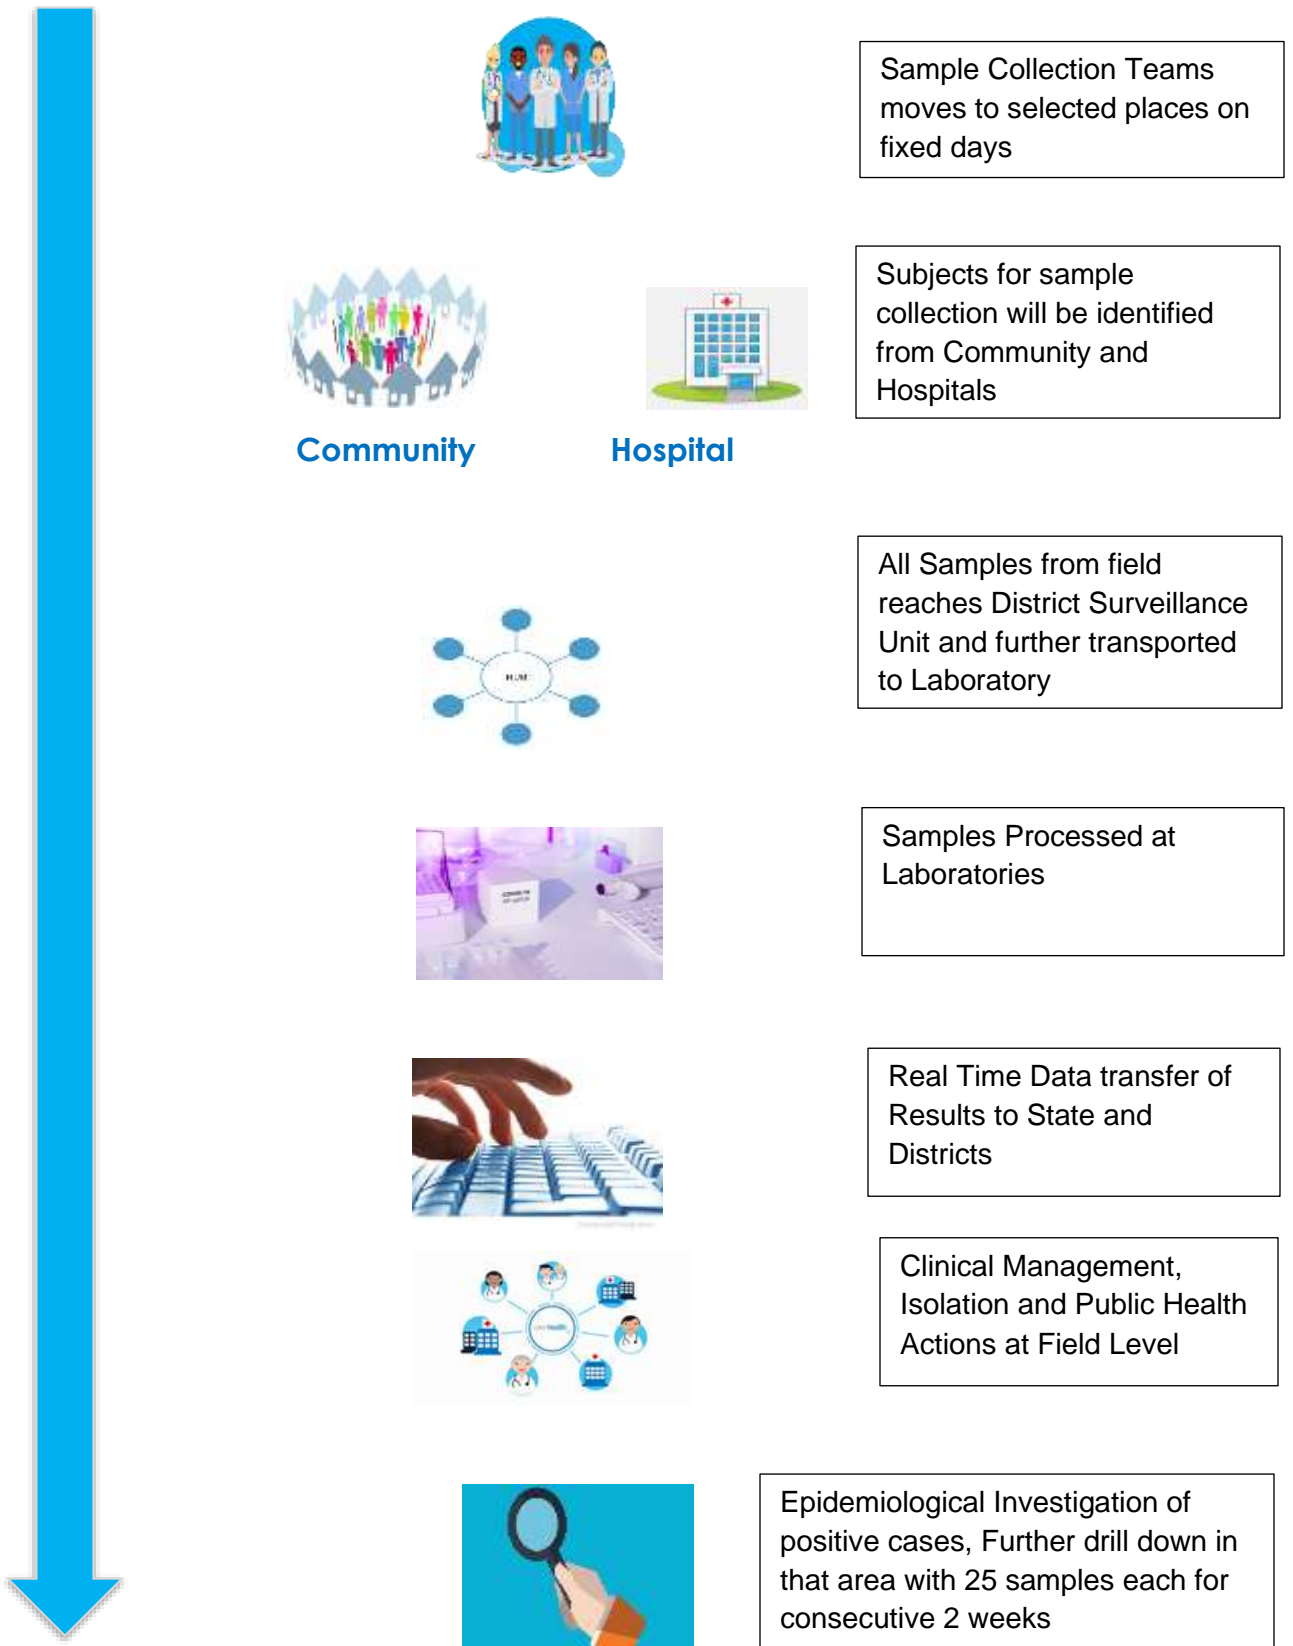 Sample Collection Teams
moves to selected places on
fixed days
Subjects for sample
collection will be identified
from Community and
Hospitals
Community
Hospital
All Samples from field
reaches District Surveillance
Unit and further transported
to Laboratory
HUB
Samples Processed at
Laboratories
Real Time Data transfer of
Results to State and
Districts
Clinical Management,
Isolation and Public Health
Actions at Field Level
Epidemiological Investigation of
positive cases, Further drill down in
that area with 25 samples each for
consecutive 2 weeks